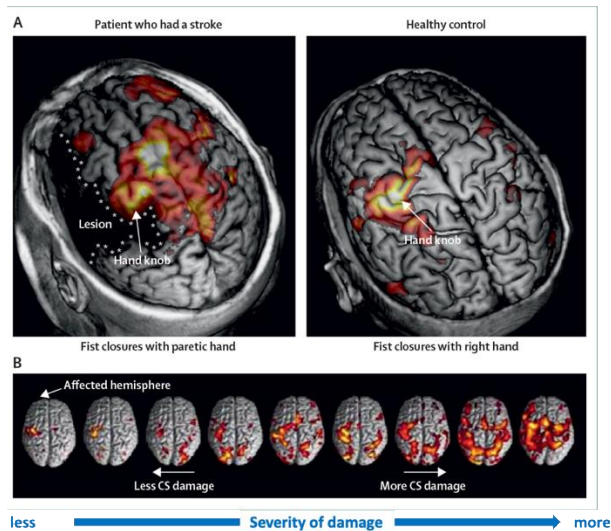 A
Patient who had a stroke
Healthy control
Lesion
Hand knob
Hand knob
Fist closures with paretic hand
Fist closures with right hand
B
Affected hemisphere
Less CS damage
More CS damage
less
Severity of damage
more